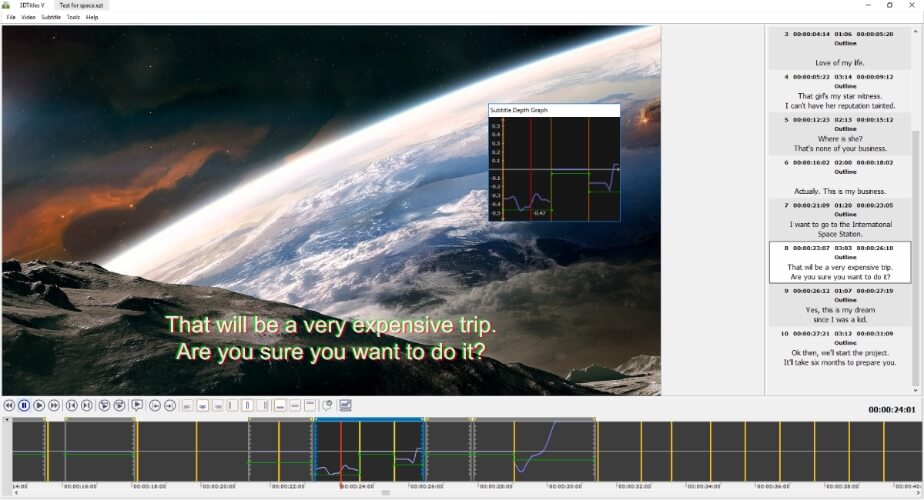 3DTitles V
Test for space.ezt
File Video Subtitle Tools Help
3 00:00:04:14 01:06 00:00:05:20
Outline
Love of my life.
4 00:00:05:22 03:14 00:00:09:12
Outline
That girl's my star witness.
I can't have her reputation tainted.
5 00:00:12:23 02:13 00:00:15:12
Outline
Where is she?
That's none of your business.
6 00:00:16:02 02:00 00:00:18:02
Outline
Actually. This is my business.
7 00:00:21:09 01:20 00:00:23:05
Outline
I want to go to the International
Space Station.
8 00:00:23:07 03:03 00:00:26:10
Outline
That wil be a very expensive trip.
Are you sure you want to do it?
9 00:00:26:12 01:07 00:00:27:19
Outline
Yes, this is my dream
since I was a kid.
10 00:00:27:21 03:12 00:00:31:09
Outline
Ok then, we'll start the project.
It'll take six months to prepare you.
Subtitle Depth Graph
0.5
0.4
0.3
0.2
0.1
-0.1
-0.2
-0.3
-0.4
-0.5
-0.47
That will be a very expensive trip.
Are you sure you want to do it?
00:00:24:01
14:00 00:00:16:00 00:00:18:00 00:00:20:00 00:00:22:00 00:00:24:00 00:00:26:00 00:00:28:00 00:00:30:00 00:00:32:00 00:00:34:00 00:00:36:00 00:00:38:00